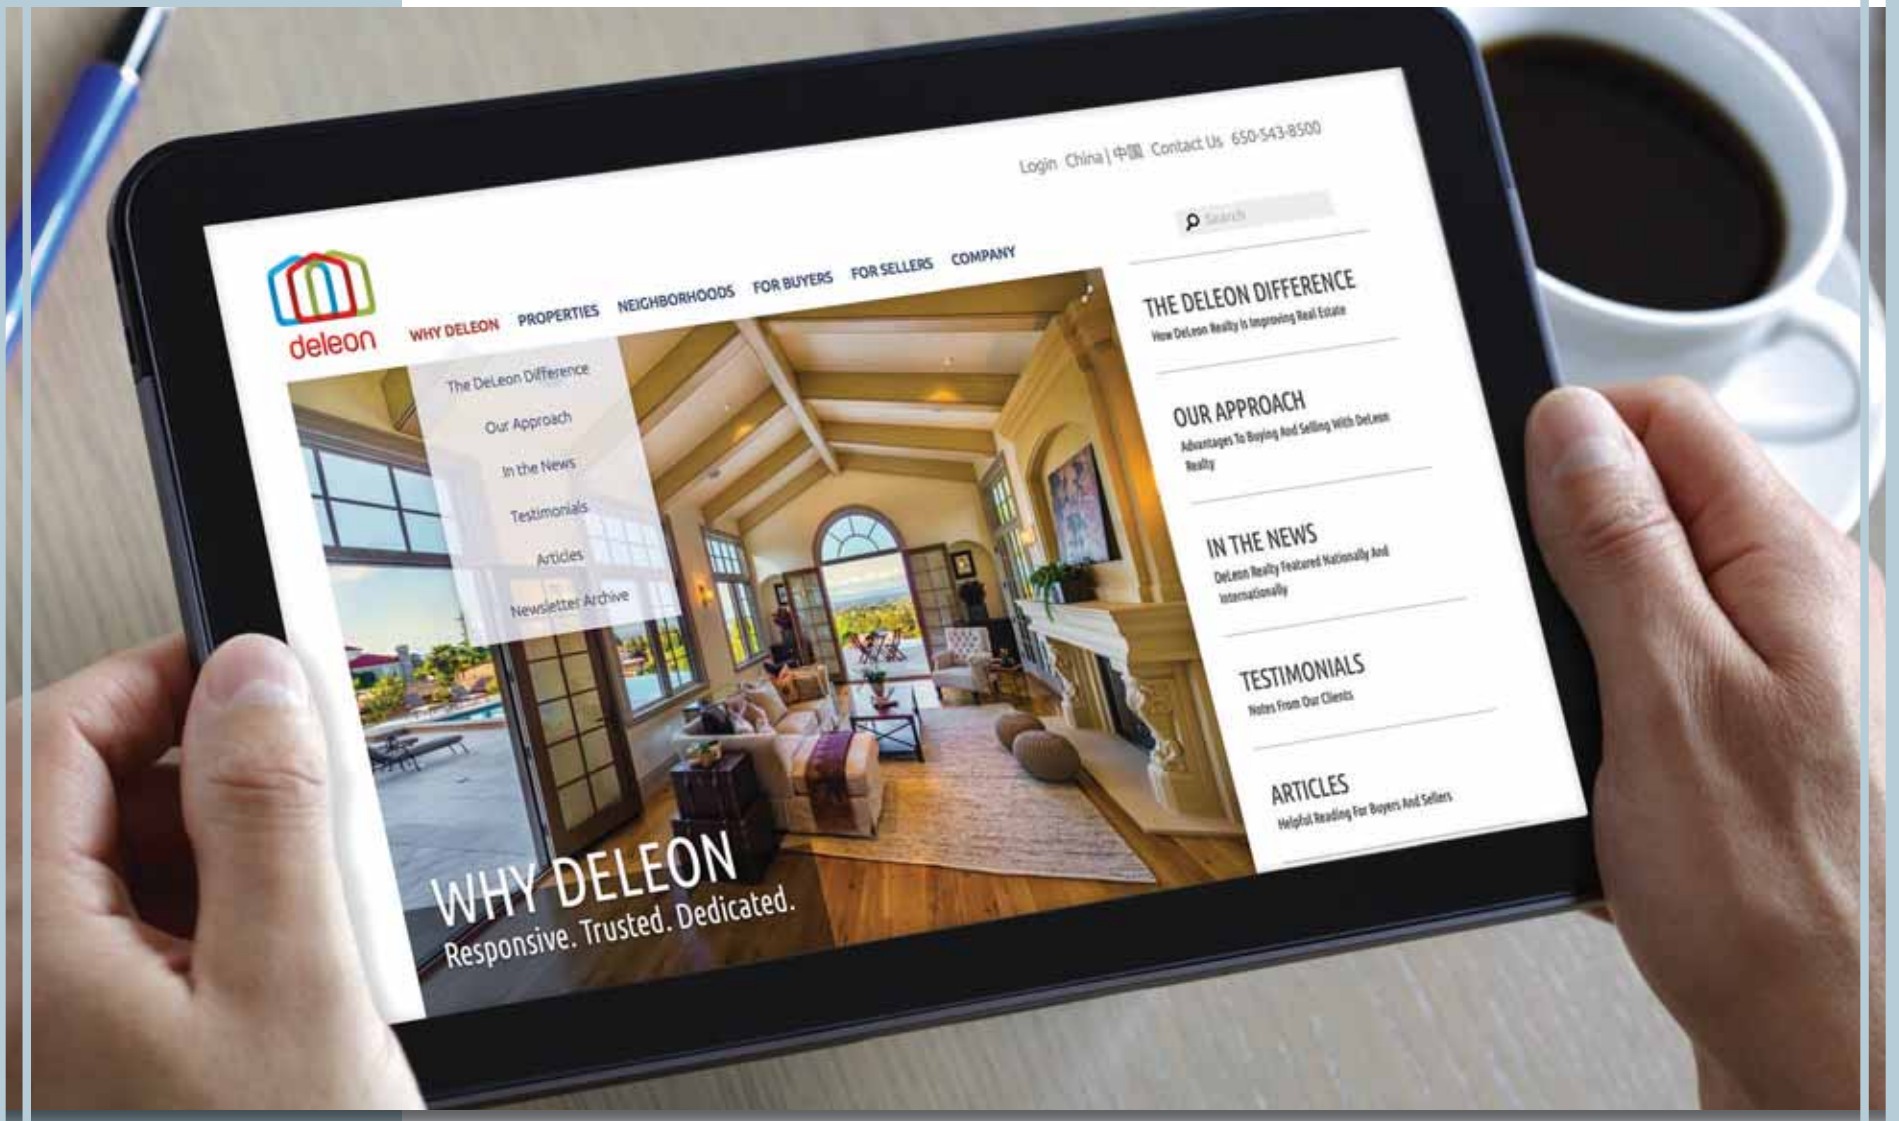 Login China | 中国 Contact Us 650-543-8500
Search
deleon
WHY DELEON PROPERTIES NEIGHBORHOODS FOR BUYERS FOR SELLERS COMPANY
The DeLeon Difference
Our Approach
In the News
Testimonials
Articles
Newsletter Archive
WHY DELEON
Responsive. Trusted. Dedicated.
THE DELEON DIFFERENCE
How DeLeon Realty Is Improving Real Estate
OUR APPROACH
Advantages To Buying And Selling With DeLeon
Realty
IN THE NEWS
DeLeon Realty Featured Nationally And
Internationally
TESTIMONIALS
Notes From Our Clients
ARTICLES
Helpful Reading For Buyers And Sellers